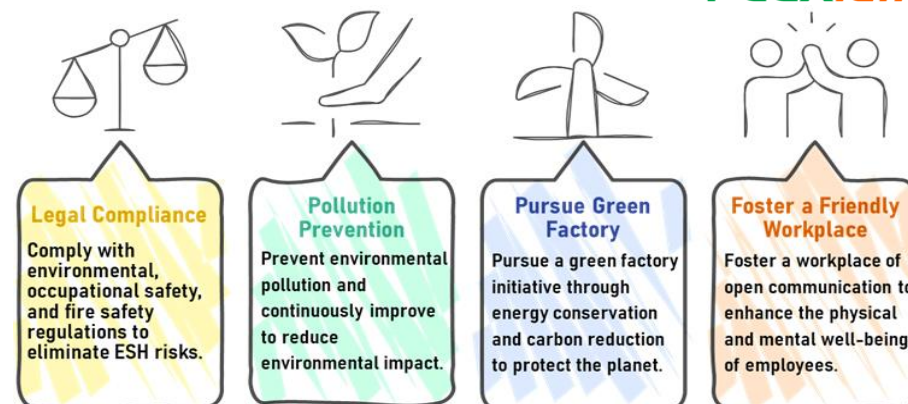 Legal Compliance
Comply with
environmental,
occupational safety,
and fire safety
regulations to
eliminate ESH risks.
Pollution
Prevention
Prevent environmental
pollution and
continuously improve
to reduce
environmental impact.
Pursue Green
Factory
Pursue a green factory
initiative through
energy conservation
and carbon reduction
to protect the planet.
Foster a Friendly
Workplace
Foster a workplace of
open communication to
enhance the physical
and mental well-being
of employees.